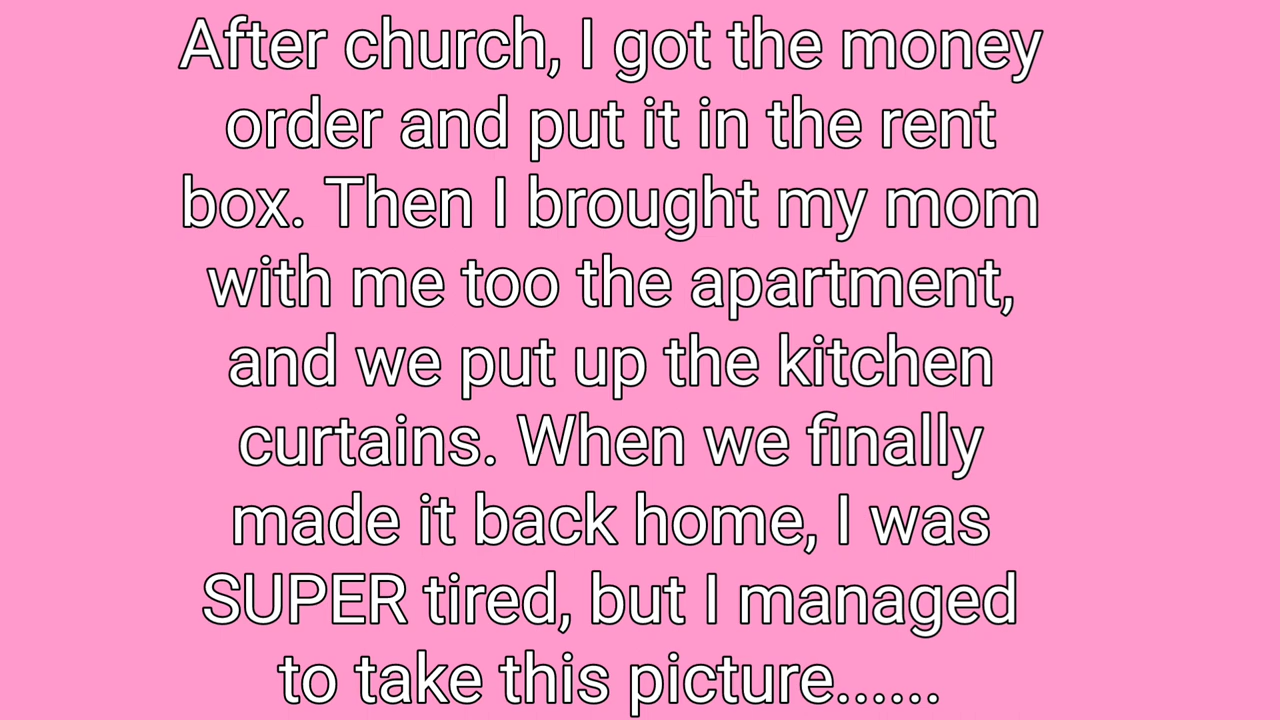 After church, I got the money
order and put it in the rent
box. Then I brought my mom
with me too the apartment,
and we put up the kitchen
curtains. When we finally
made it back home, I was
SUPER tired, but I managed
to take this picture......